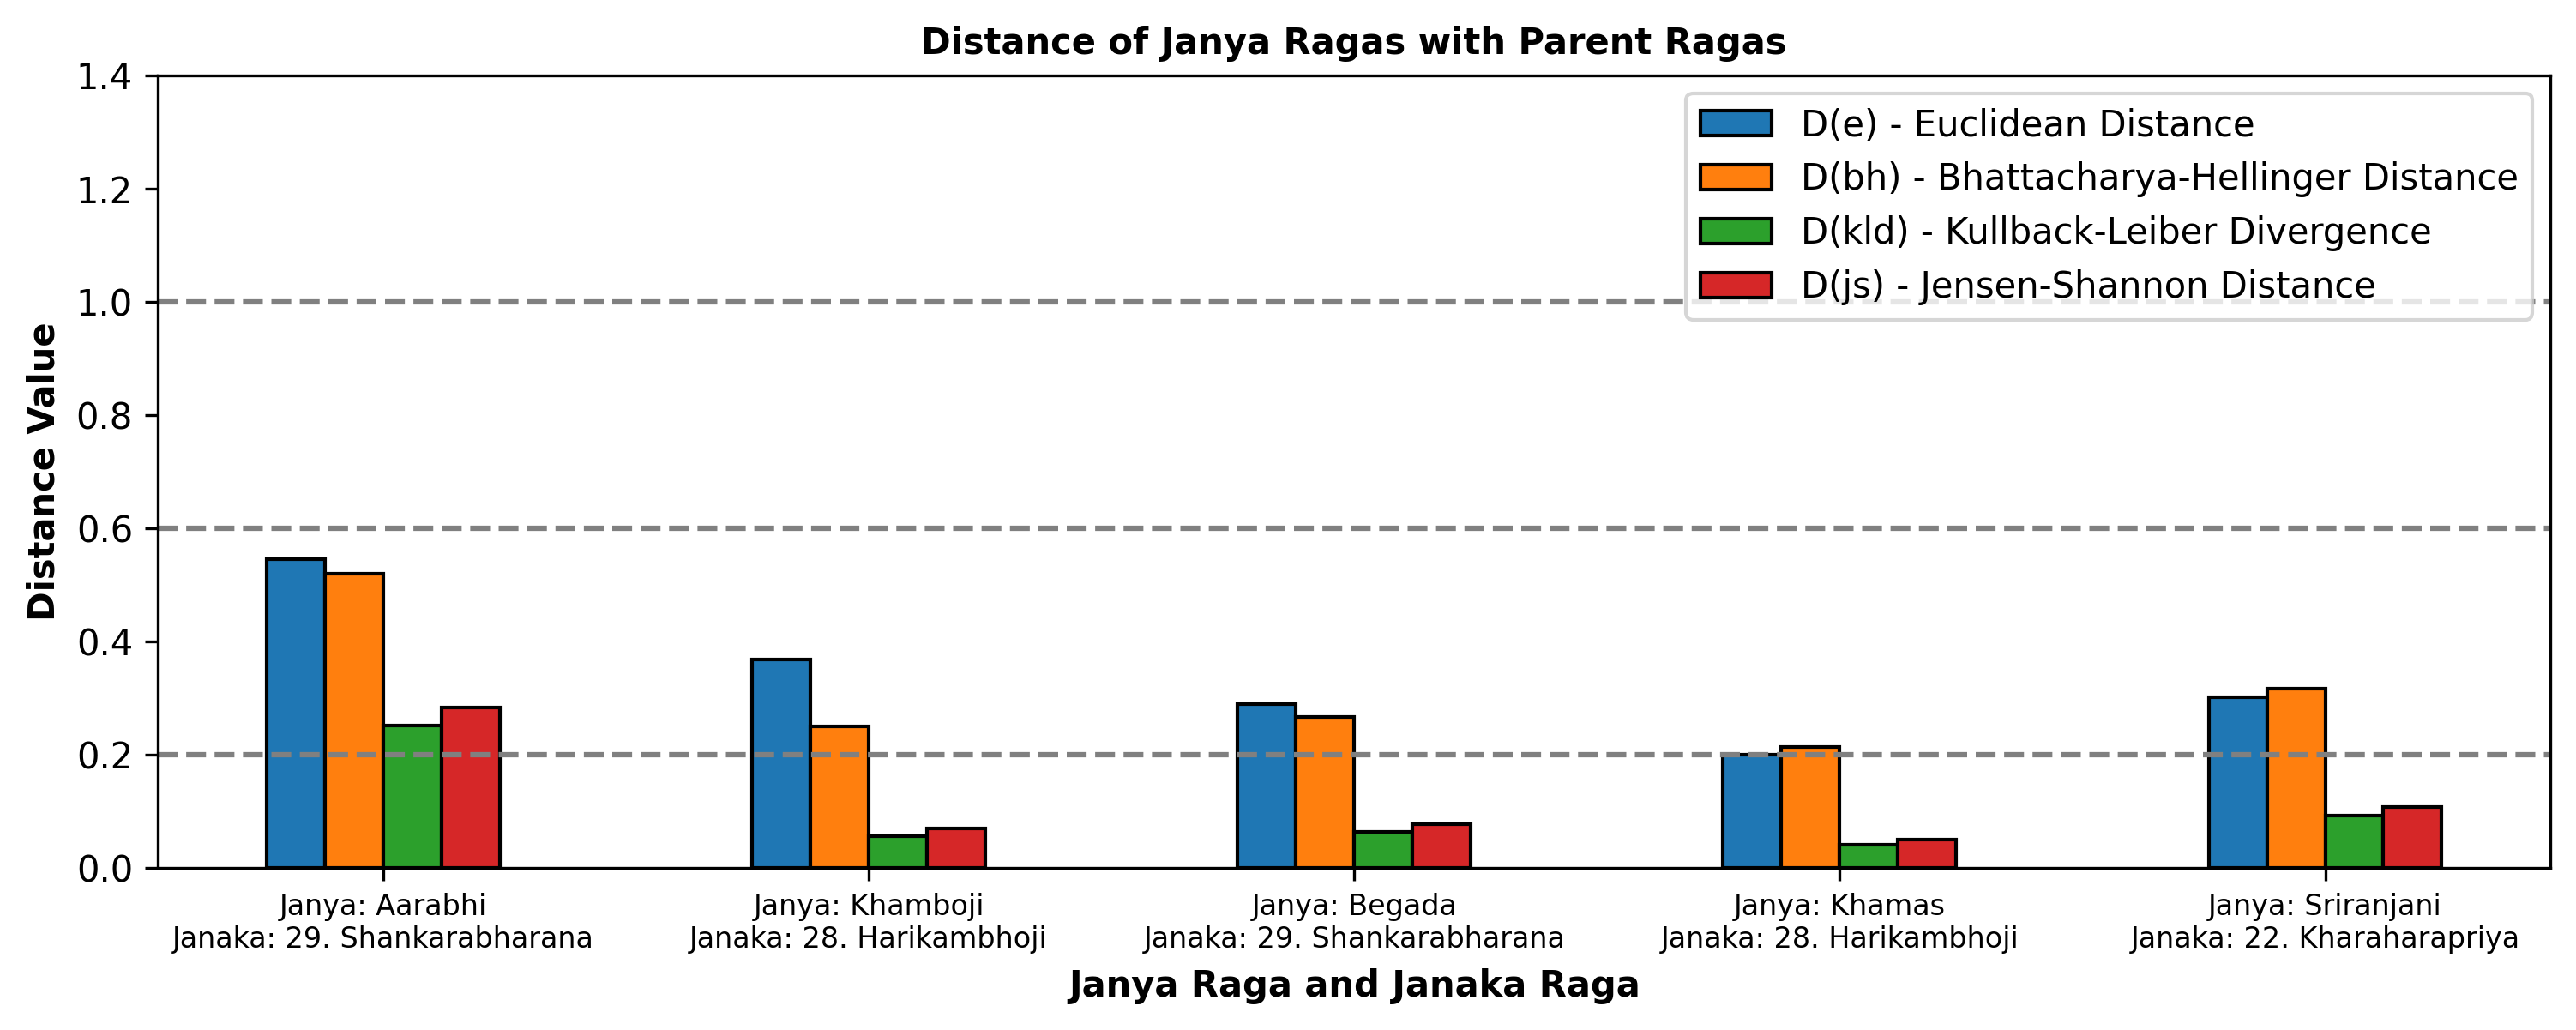 Distance of Janya Ragas with Parent Ragas
1.4
1.2
1.0
0.8
0.6
0.4
0.2
0.0
Distance Value
D(e) - Euclidean Distance
D(bh) - Bhattacharya-Hellinger Distance
D(kld) - Kullback-Leiber Divergence
D(js) - Jensen-Shannon Distance
Janya: Aarabhi
Janaka: 29. Shankarabharana
Janya: Khamboji
Janaka: 28. Harikambhoji
Janya: Begada
Janaka: 29. Shankarabharana
Janya: Khamas
Janaka: 28. Harikambhoji
Janya: Sriranjani
Janaka: 22. Kharaharapriya
Janya Raga and Janaka Raga